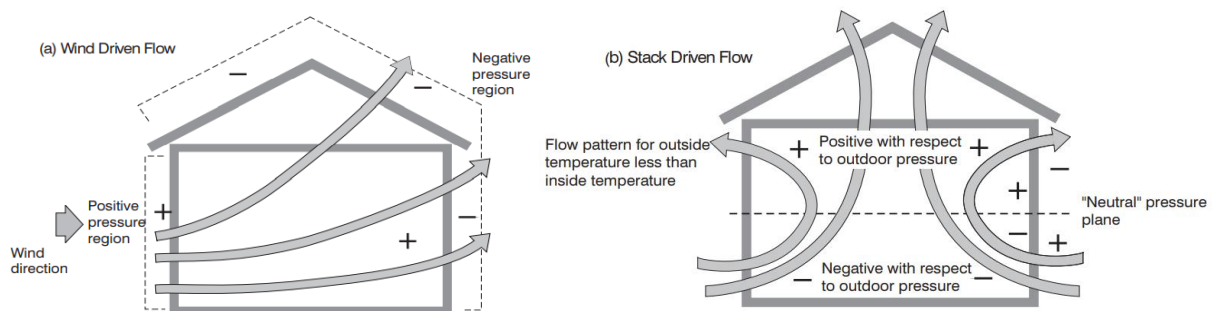 (a) Wind Driven Flow
Negative
pressure
region
−
−
+
Positive
pressure
region
−
+
Wind
direction
(b) Stack Driven Flow
Flow pattern for outside
temperature less than
inside temperature
+
Positive with respect
to outdoor pressure
+
−
+
"Neutral" pressure
plane
−
+
Negative with respect
to outdoor pressure
−
−